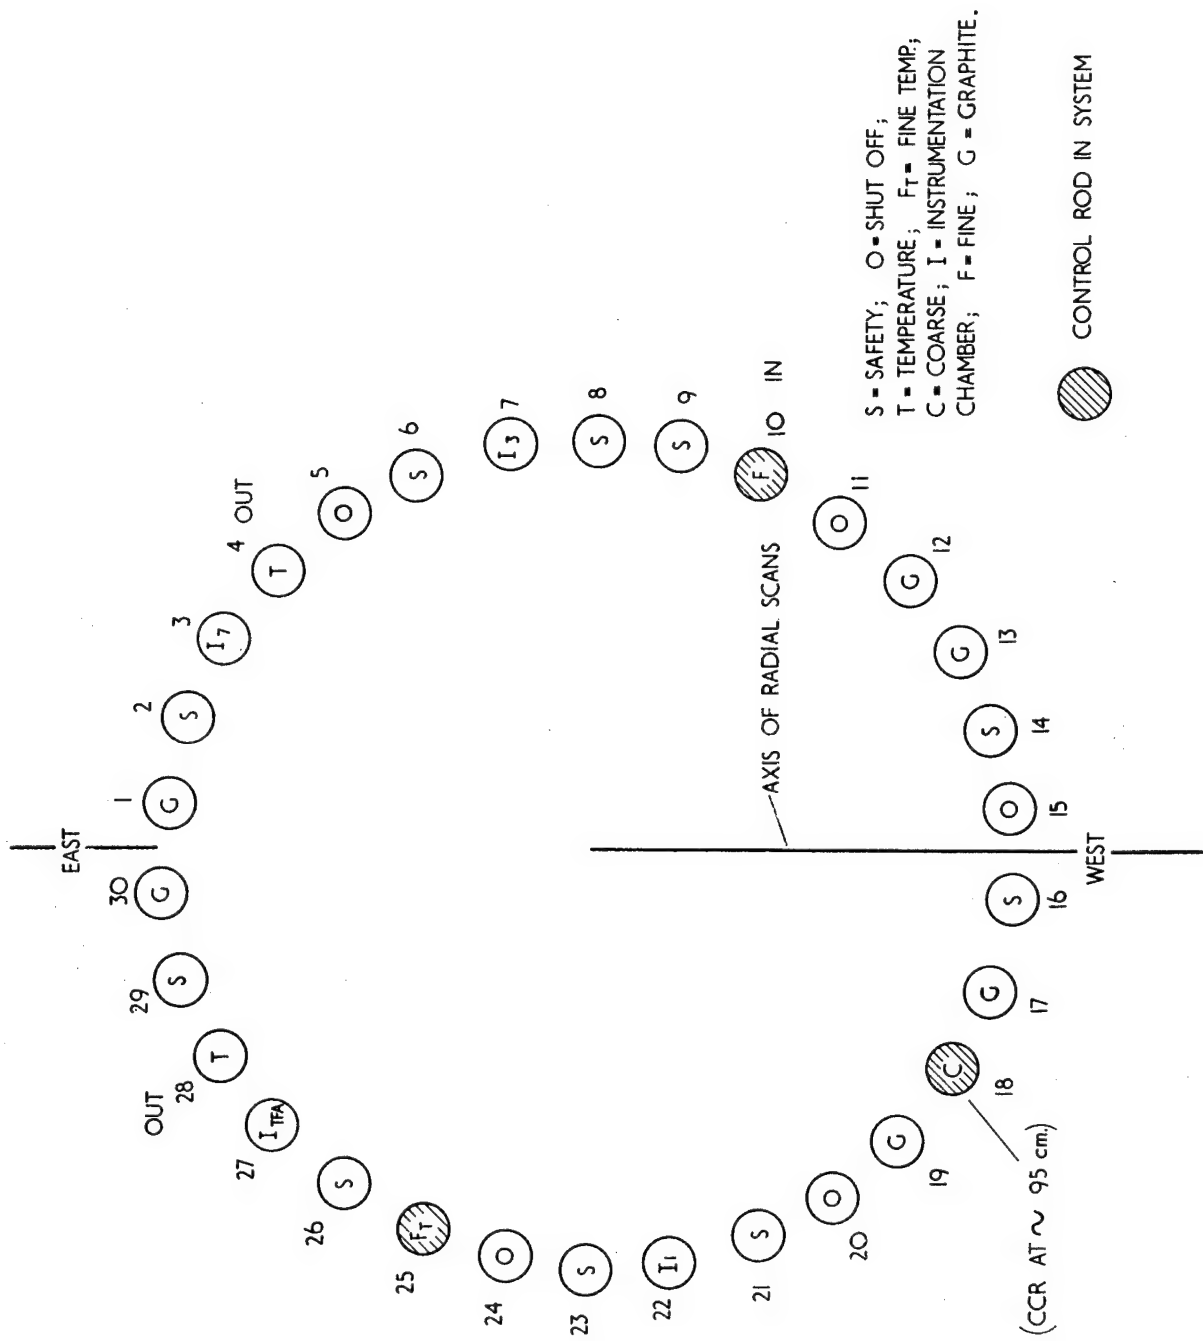 EAST
WEST
AXIS OF RADIAL SCANS
1
G
2
S
3
I7
4 OUT
T
5
O
6
S
7
I3
8
S
9
S
10 IN
F
11
O
12
G
13
G
14
S
15
O
16
S
17
G
18
C
(CCR AT ~ 95 cm.)
19
G
20
O
21
S
22
I1
23
S
24
O
25
FT
26
S
27
ITFA
28
OUT
T
29
S
30
G
S = SAFETY; O = SHUT OFF;
T = TEMPERATURE; FT = FINE TEMP.;
C = COARSE; I = INSTRUMENTATION
CHAMBER; F = FINE; G = GRAPHITE.
CONTROL ROD IN SYSTEM